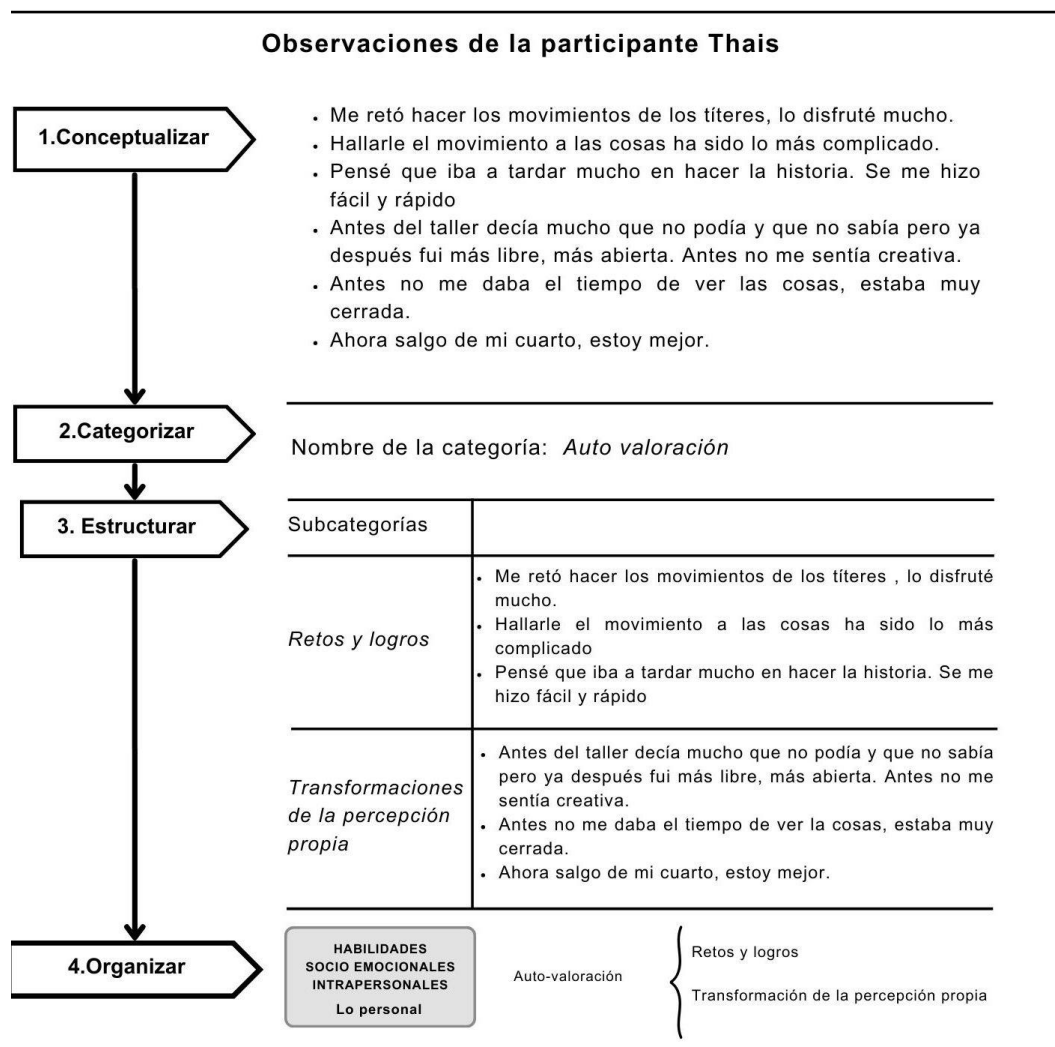 Observaciones de la participante Thais
1.Conceptualizar
• Me retó hacer los movimientos de los títeres, lo disfruté mucho.
• Hallarle el movimiento a las cosas ha sido lo más complicado.
• Pensé que iba a tardar mucho en hacer la historia. Se me hizo
fácil y rápido
• Antes del taller decía mucho que no podía y que no sabía pero ya
después fui más libre, más abierta. Antes no me sentía creativa.
• Antes no me daba el tiempo de ver las cosas, estaba muy
cerrada.
• Ahora salgo de mi cuarto, estoy mejor.
2.Categorizar
Nombre de la categoría: Auto valoración
3. Estructurar
Subcategorías
Retos y logros
• Me retó hacer los movimientos de los títeres , lo disfruté
mucho.
• Hallarle el movimiento a las cosas ha sido lo más
complicado
• Pensé que iba a tardar mucho en hacer la historia. Se me
hizo fácil y rápido
Transformaciones
de la percepción
propia
• Antes del taller decía mucho que no podía y que no sabía
pero ya después fui más libre, más abierta. Antes no me
sentía creativa.
• Antes no me daba el tiempo de ver la cosas, estaba muy
cerrada.
• Ahora salgo de mi cuarto, estoy mejor.
4.Organizar
HABILIDADES
SOCIO EMOCIONALES
INTRAPERSONALES
Lo personal
Auto-valoración
Retos y logros
Transformación de la percepción propia